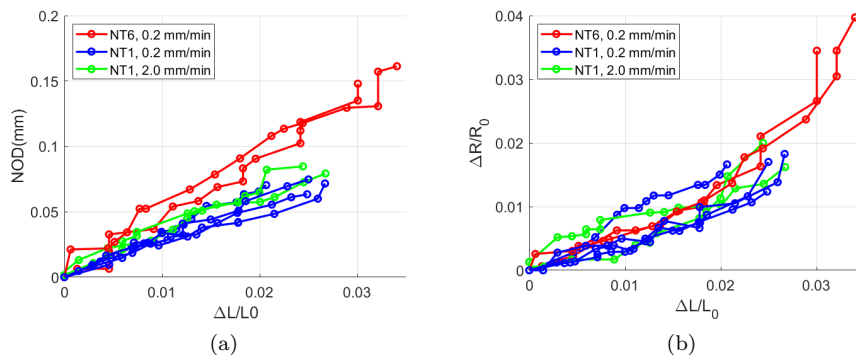 (a)
NT6, 0.2 mm/min
NT1, 0.2 mm/min
NT1, 2.0 mm/min
NOD(mm)
0.2
0.15
0.1
0.05
0
0
0.01
0.02
0.03
ΔL/L0
(a)
(b)
NT6, 0.2 mm/min
NT1, 0.2 mm/min
NT1, 2.0 mm/min
ΔR/R0
0.04
0.03
0.02
0.01
0
0
0.01
0.02
0.03
ΔL/L0
(b)